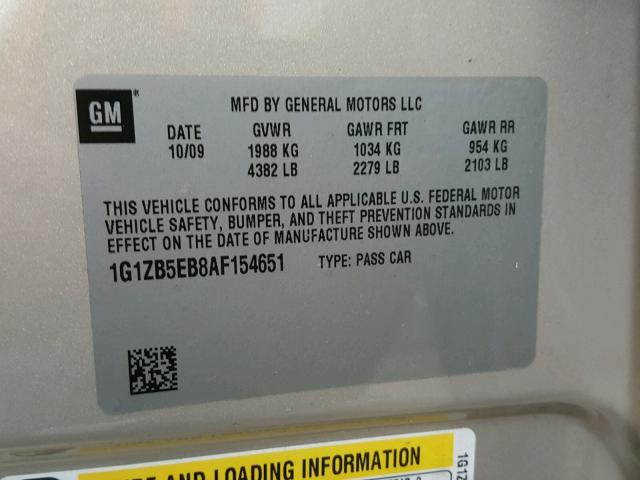 GM®
MFD BY GENERAL MOTORS LLC
DATE GVWR GAWR FRT GAWR RR
10/09 1988 KG 1034 KG 954 KG
4382 LB 2279 LB 2103 LB
THIS VEHICLE CONFORMS TO ALL APPLICABLE U.S. FEDERAL MOTOR
VEHICLE SAFETY, BUMPER, AND THEFT PREVENTION STANDARDS IN
EFFECT ON THE DATE OF MANUFACTURE SHOWN ABOVE.
1G1ZB5EB8AF154651 TYPE: PASS CAR
AND LOADING INFORMATION
1G1Z